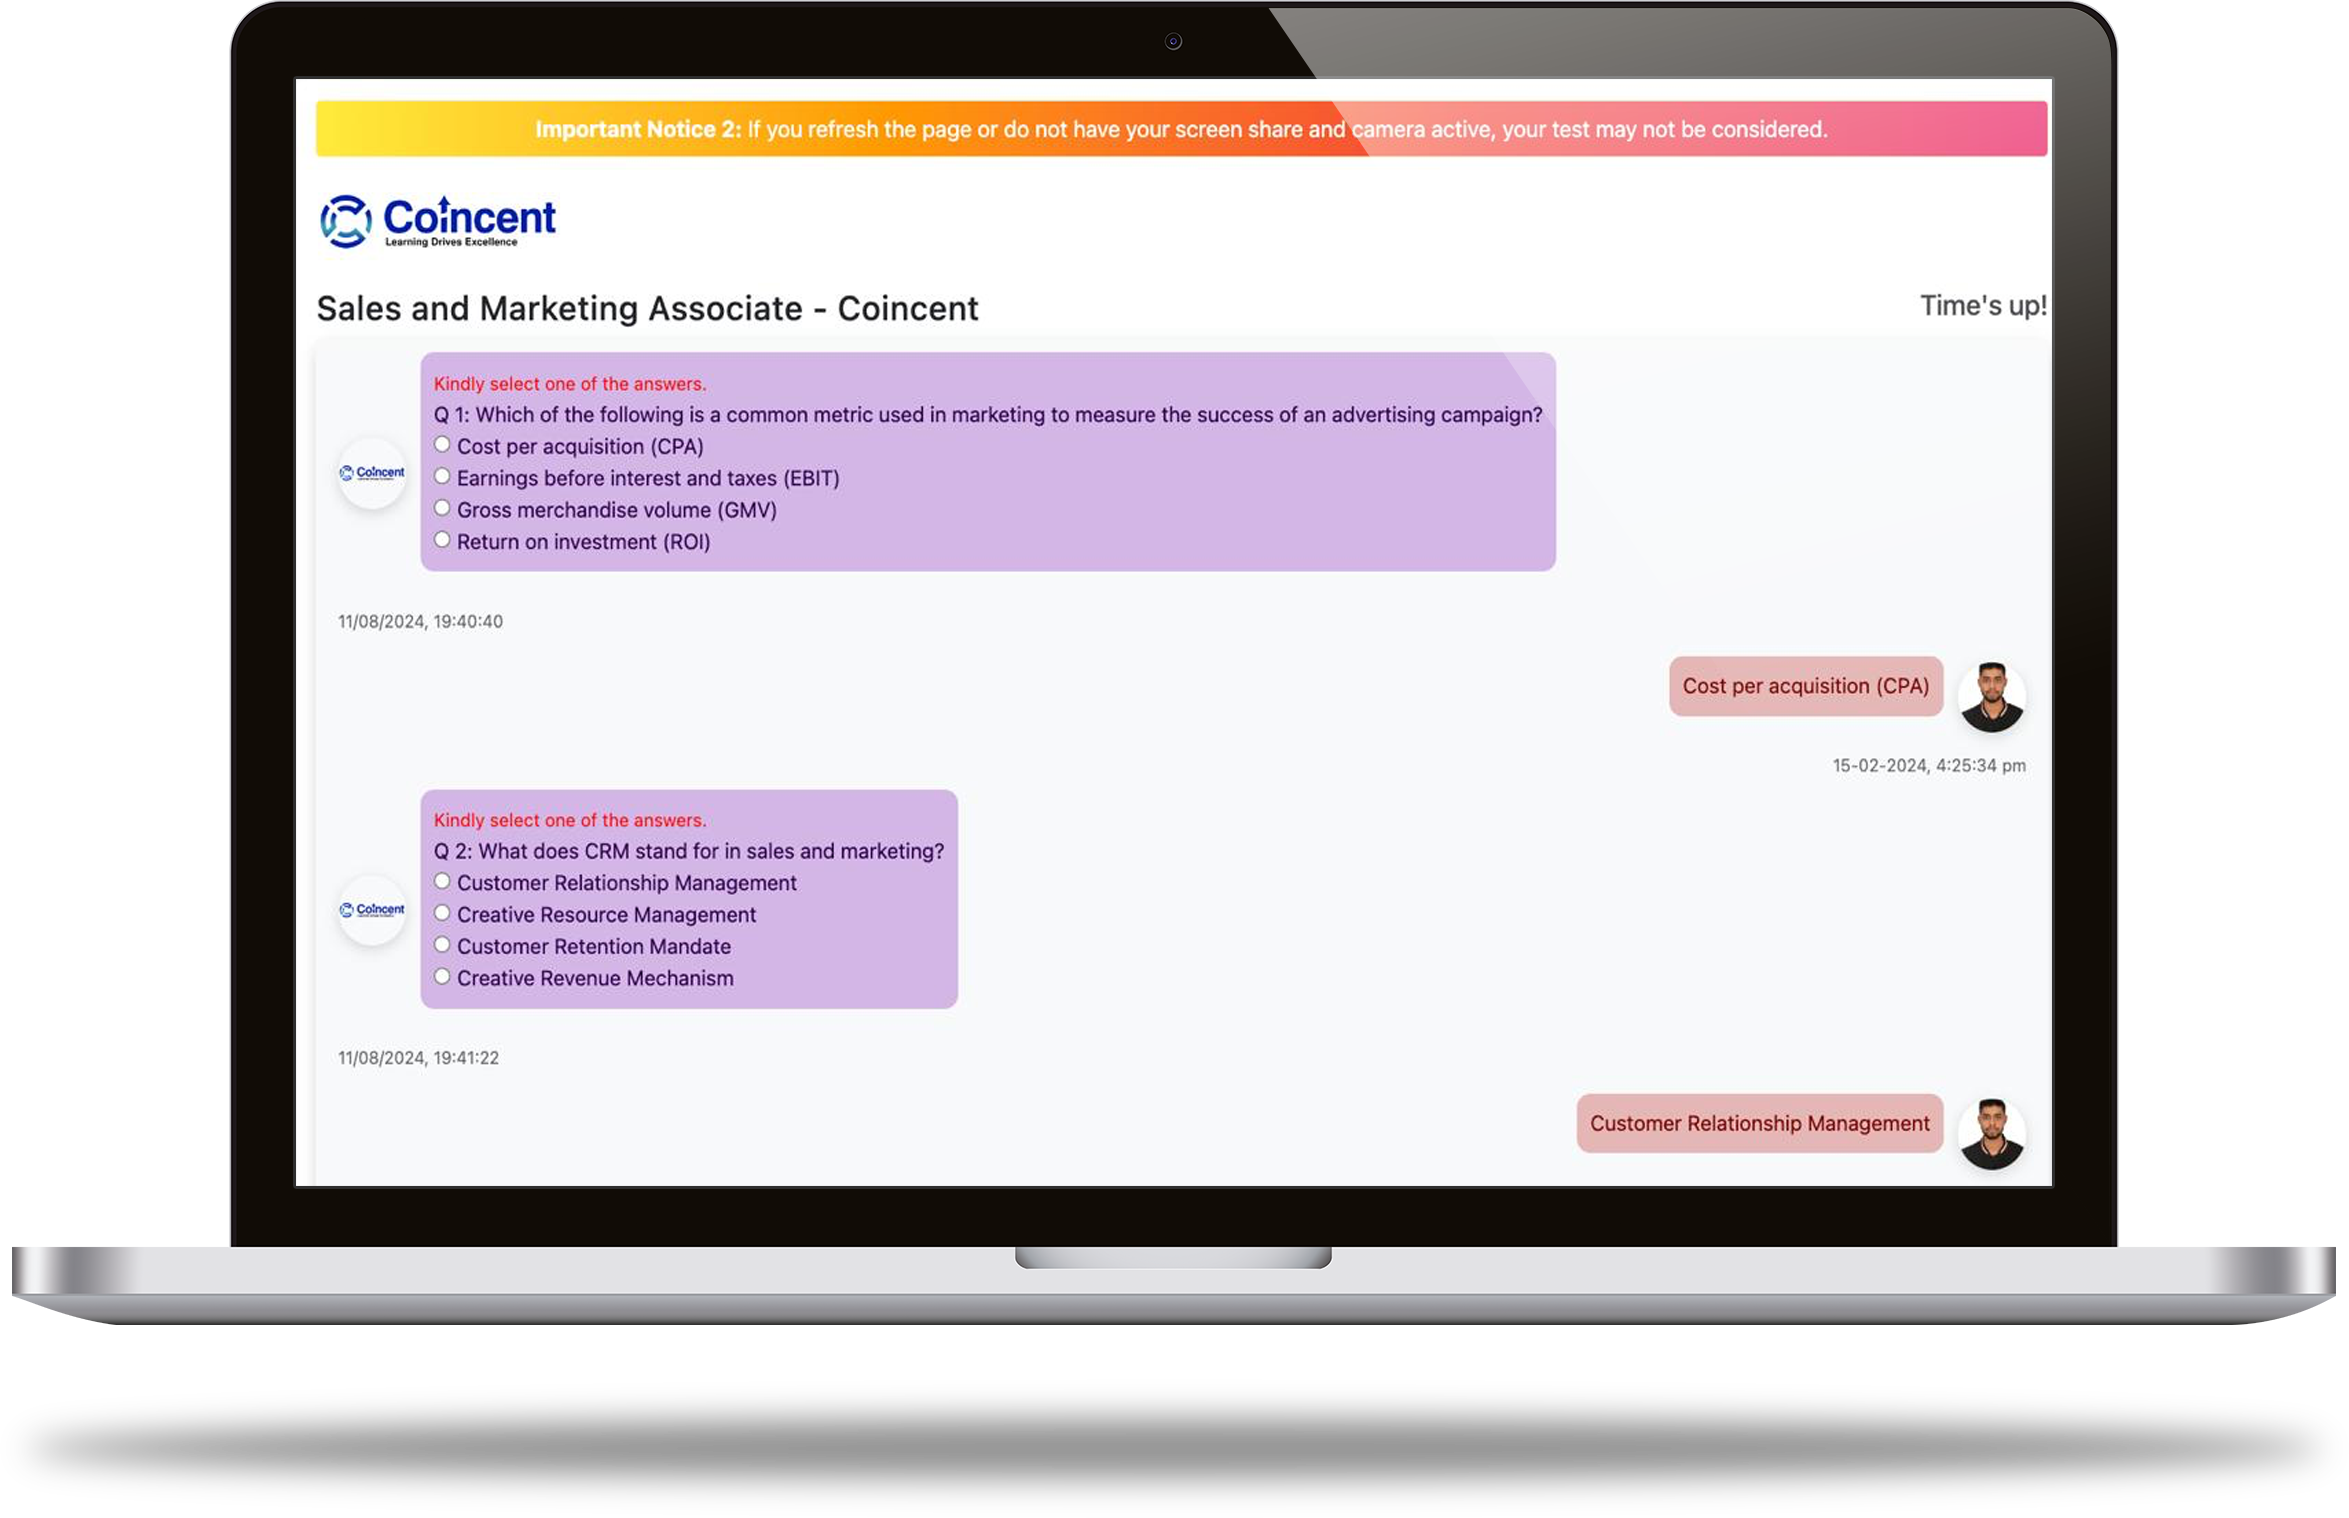 Important Notice 2: If you refresh the page or do not have your screen share and camera active, your test may not be considered.
Coincent
Learning Drives Excellence
Sales and Marketing Associate - Coincent
Time's up!
Kindly select one of the answers.
Q 1: Which of the following is a common metric used in marketing to measure the success of an advertising campaign?
Cost per acquisition (CPA)
Coincent
Earnings before interest and taxes (EBIT)
Gross merchandise volume (GMV)
Return on investment (ROI)
11/08/2024, 19:40:40
Cost per acquisition (CPA)
15-02-2024, 4:25:34 pm
Kindly select one of the answers.
Q 2: What does CRM stand for in sales and marketing?
Customer Relationship Management
Coincent
Creative Resource Management
Customer Retention Mandate
Creative Revenue Mechanism
11/08/2024, 19:41:22
Customer Relationship Management